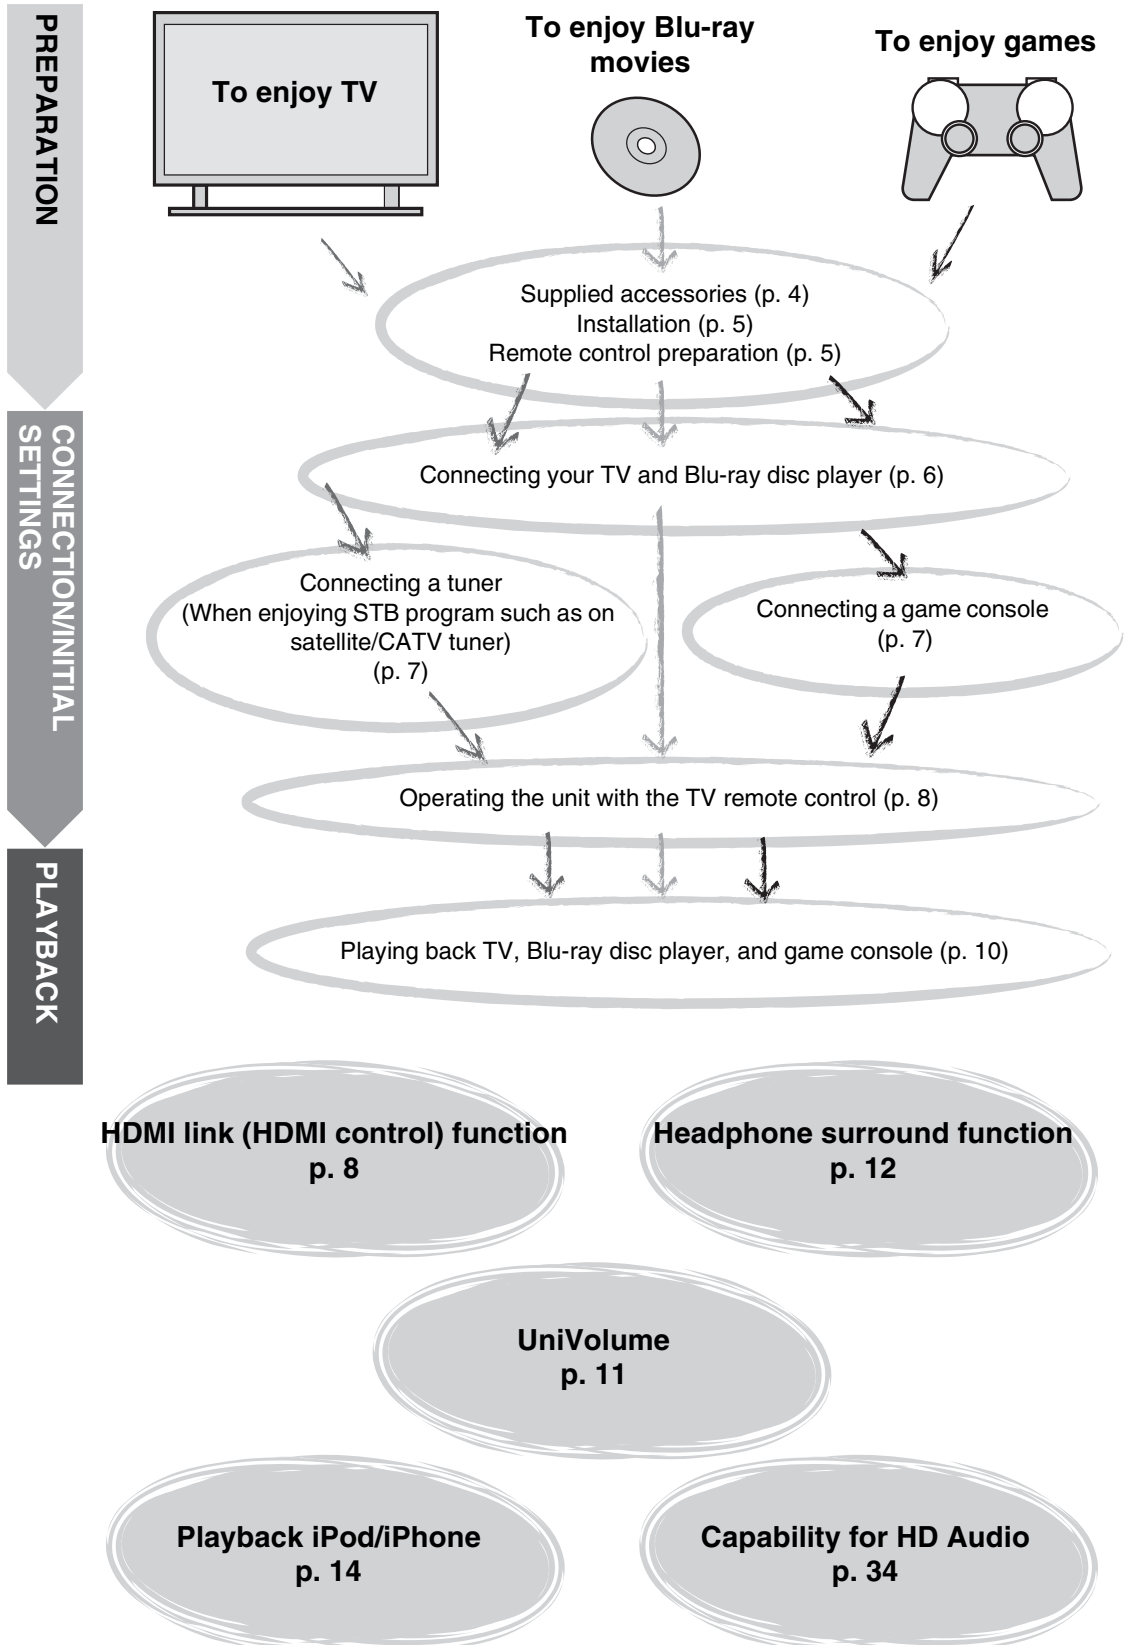 PREPARATION
To enjoy TV
To enjoy Blu-ray
movies
To enjoy games
Supplied accessories (p. 4)
Installation (p. 5)
Remote control preparation (p. 5)
CONNECTION/INITIAL
SETTINGS
Connecting your TV and Blu-ray disc player (p. 6)
Connecting a tuner
(When enjoying STB program such as on
satellite/CATV tuner)
(p. 7)
Connecting a game console
(p. 7)
Operating the unit with the TV remote control (p. 8)
PLAYBACK
Playing back TV, Blu-ray disc player, and game console (p. 10)
HDMI link (HDMI control) function
p. 8
Headphone surround function
p. 12
UniVolume
p. 11
Playback iPod/iPhone
p. 14
Capability for HD Audio
p. 34